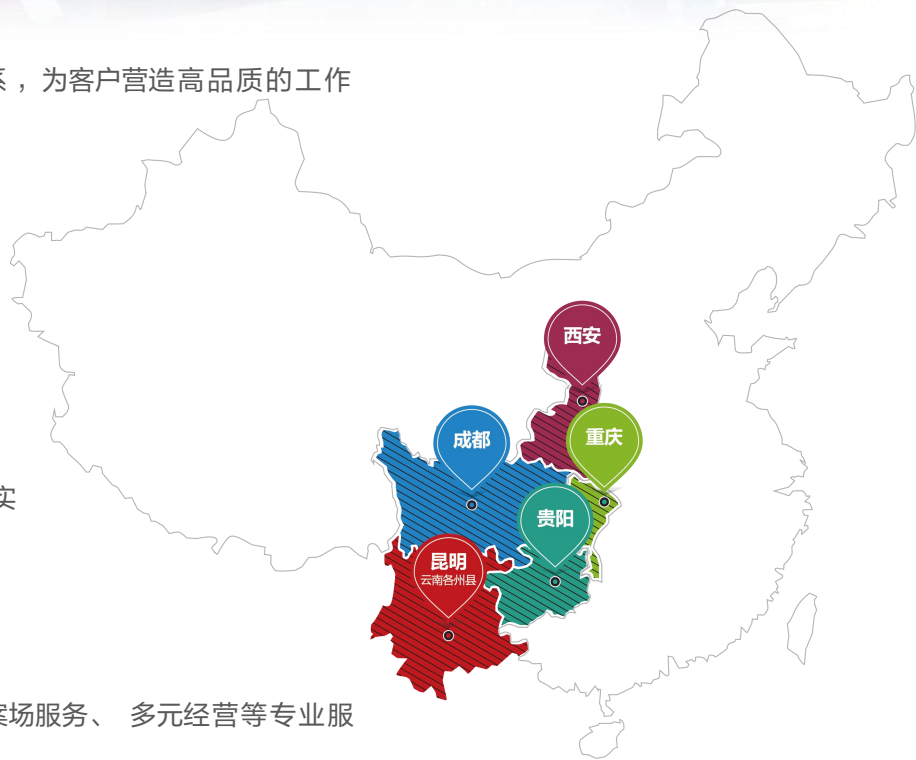 系，为客户营造高品质的工作
西安
成都
重庆
贵阳
实
昆明
云南各州县
案场服务、 多元经营等专业服